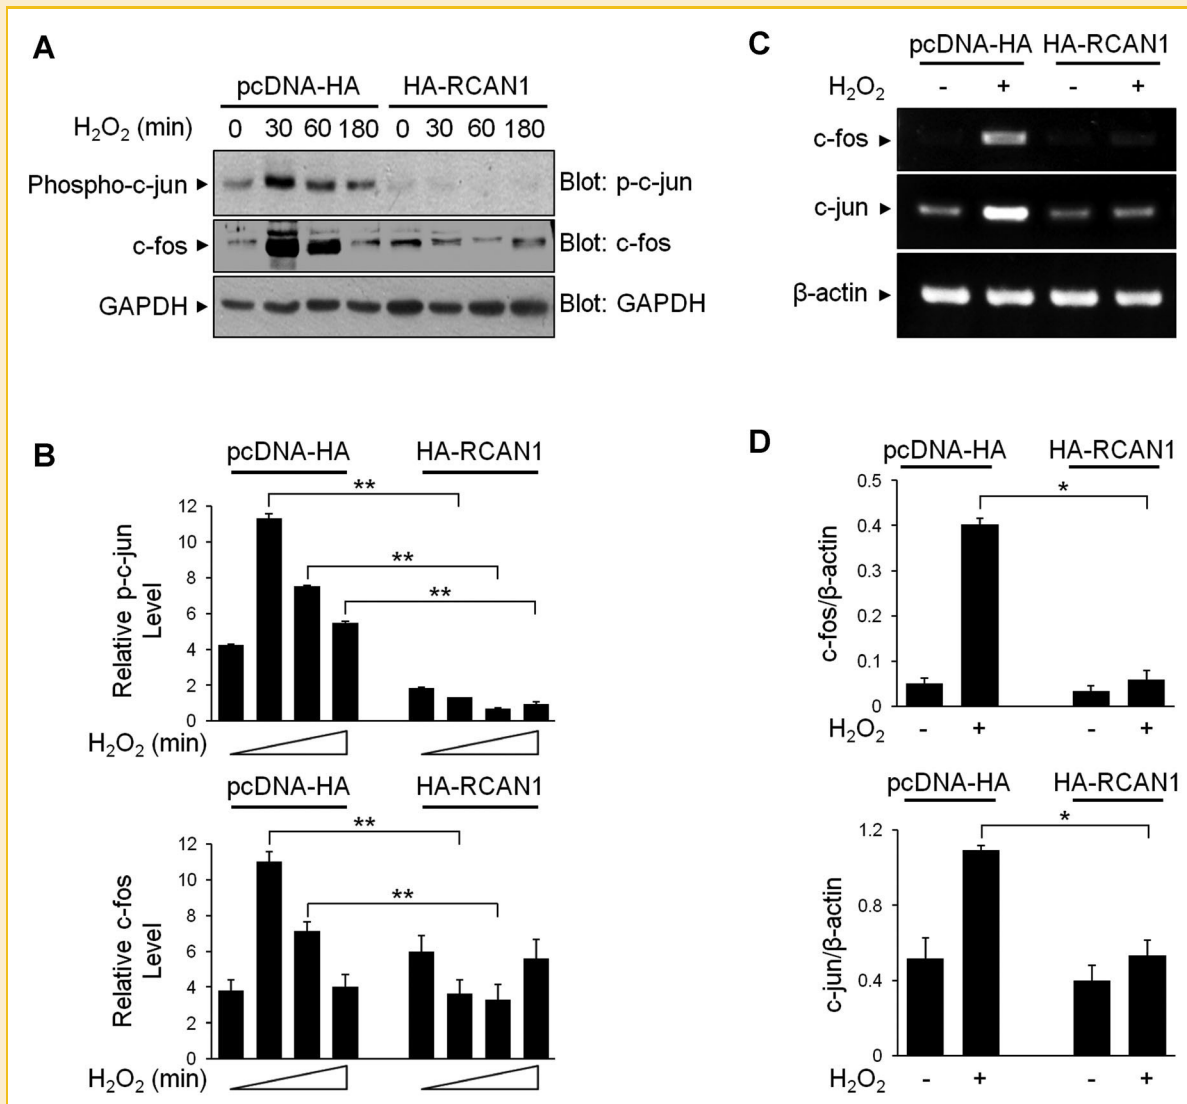 A
pcDNA-HA HA-RCAN1
H₂O₂ (min) 0 30 60 180 0 30 60 180
Phospho-c-jun ► Blot: p-c-jun
c-fos ► Blot: c-fos
GAPDH ► Blot: GAPDH
C
pcDNA-HA HA-RCAN1
H₂O₂ - + - +
c-fos ►
c-jun ►
β-actin ►
B
pcDNA-HA HA-RCAN1
**
**
**
Relative p-c-jun
Level
12
10
8
6
4
2
0
H₂O₂ (min)
pcDNA-HA HA-RCAN1
**
**
Relative c-fos
Level
12
10
8
6
4
2
0
H₂O₂ (min)
D
pcDNA-HA HA-RCAN1
*
c-fos/β-actin
0.5
0.4
0.3
0.2
0.1
0
H₂O₂ - + - +
pcDNA-HA HA-RCAN1
*
c-jun/β-actin
1.2
0.8
0.4
0
H₂O₂ - + - +